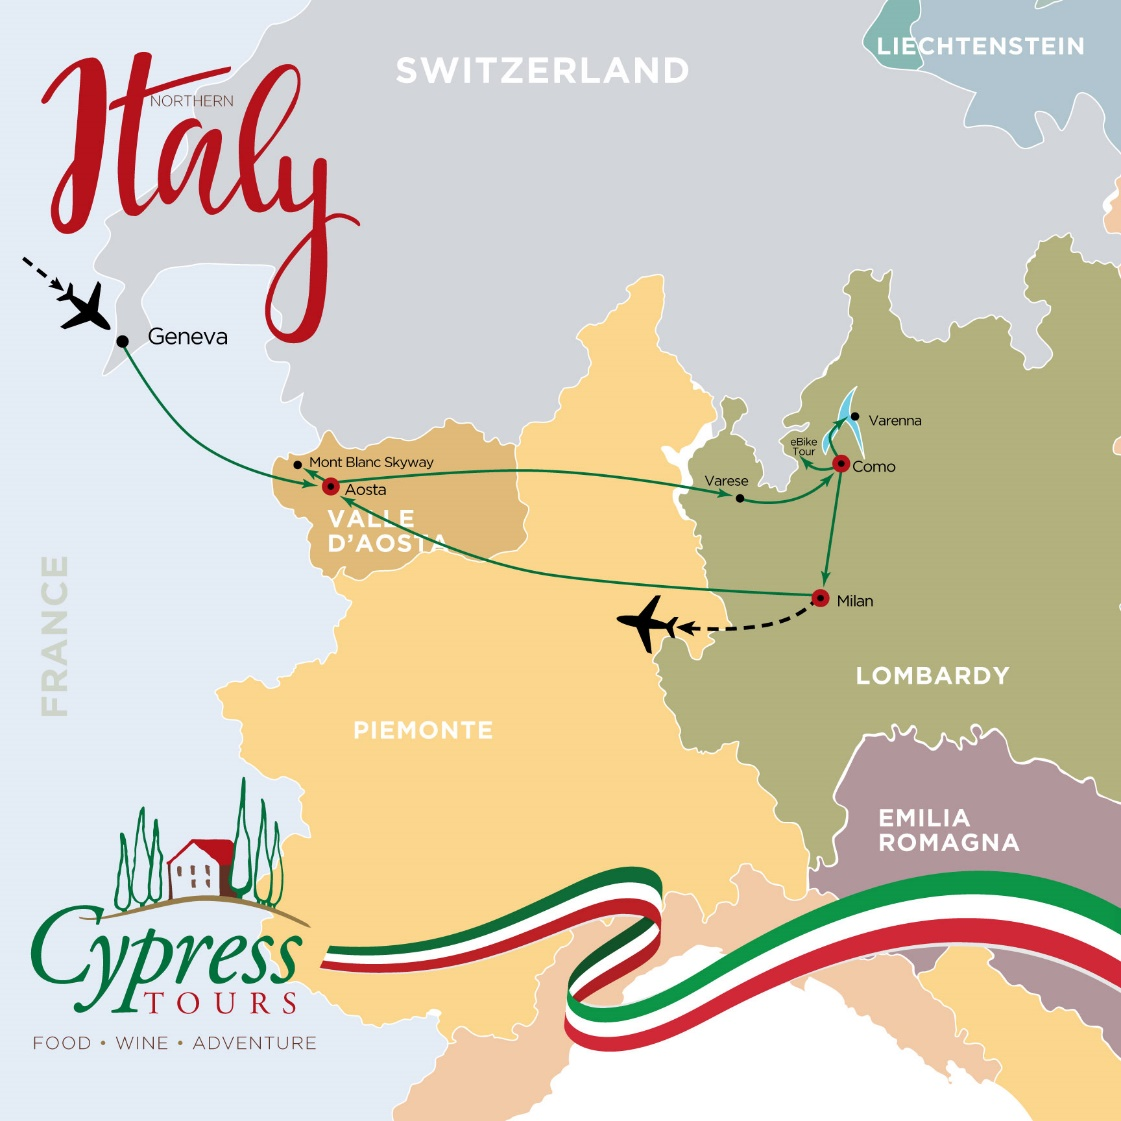 Italy
NORTHERN
SWITZERLAND
LIECHTENSTEIN
Geneva
Mont Blanc Skyway
Aosta
VALLE
D'AOSTA
Varenna
eBike
Tour
Como
Varese
Milan
FRANCE
LOMBARDY
PIEMONTE
EMILIA
ROMAGNA
Cypress
TOURS
FOOD • WINE • ADVENTURE